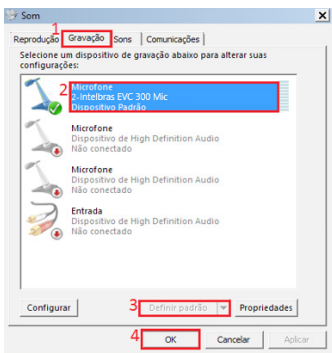 Som
1
Reprodução Gravação Sons Comunicações
Selecione um dispositivo de gravação abaixo para alterar suas
configurações:
2
Microfone
2-Intelbras EVC 300 Mic
Dispositivo Padrão
Microfone
Dispositivo de High Definition Audio
Não conectado
Microfone
Dispositivo de High Definition Audio
Não conectado
Entrada
Dispositivo de High Definition Audio
Não conectado
Configurar 3 Definir padrão Propriedades
4 OK Cancelar Aplicar